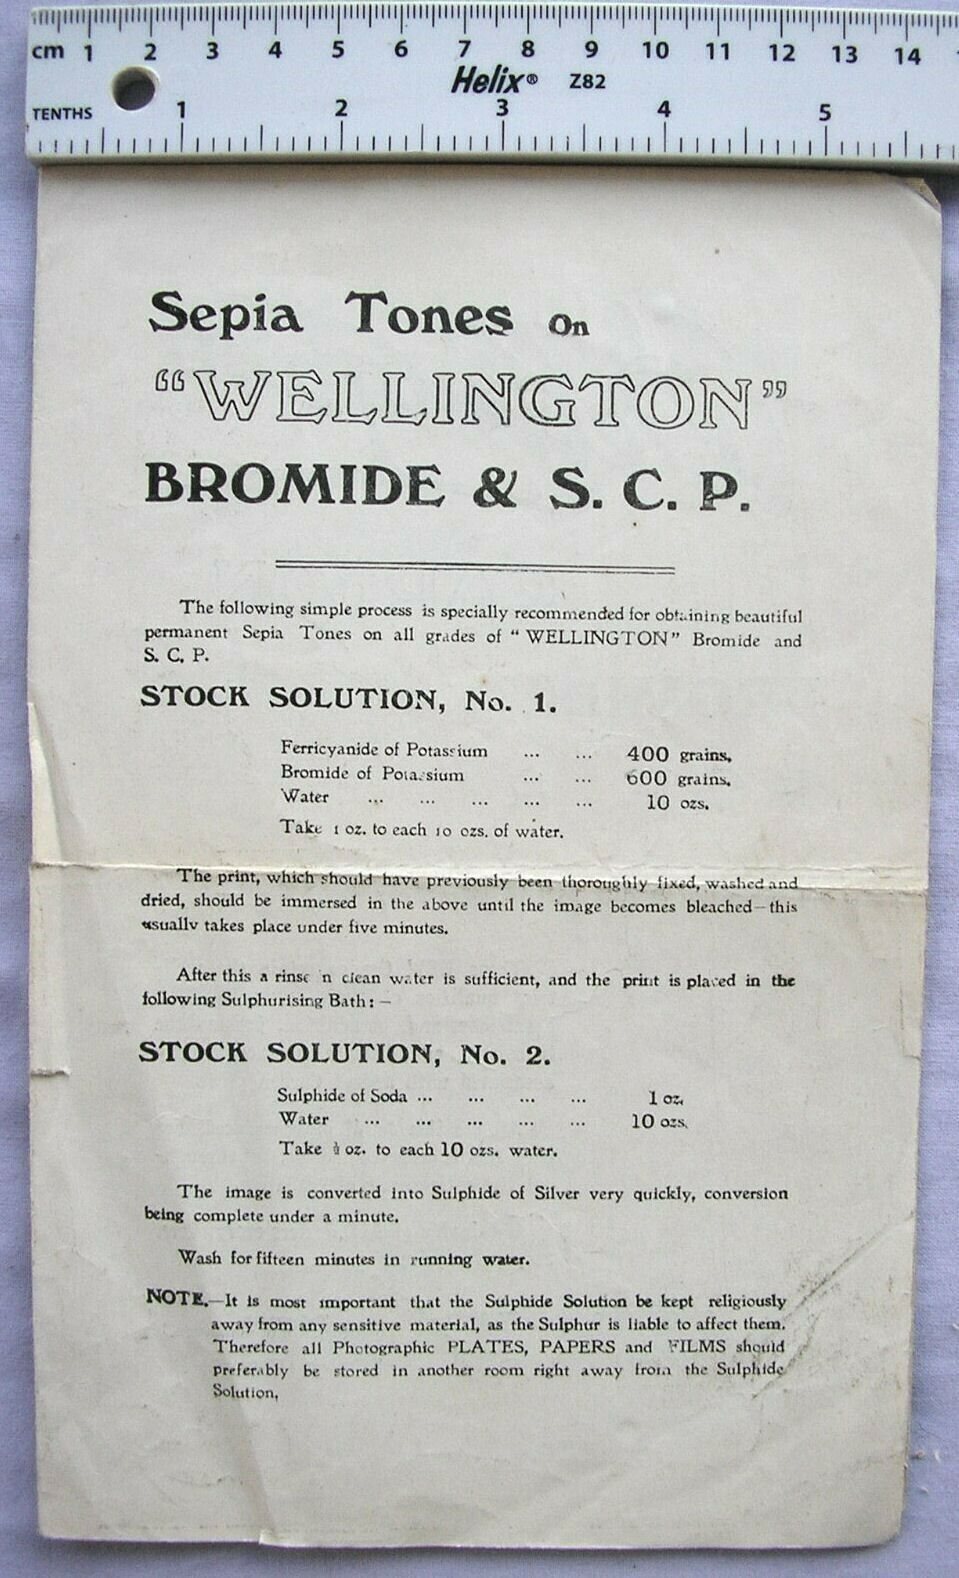 cm 1 2 3 4 5 6 7 8 9 10 11 12 13 14
Helix® Z82
TENTHS 1 2 3 4 5
Sepia Tones On
“WELLINGTON”
BROMIDE & S. C. P.
The following simple process is specially recommended for obtaining beautiful
permanent Sepia Tones on all grades of “WELLINGTON” Bromide and
S. C. P.
STOCK SOLUTION, No. 1.
Ferricyanide of Potassium ... ... 400 grains.
Bromide of Potassium ... ... 600 grains.
Water ... ... ... ... ... 10 ozs.
Take 1 oz. to each 10 ozs. of water.
The print, which should have previously been thoroughly fixed, washed and
dried, should be immersed in the above until the image becomes bleached—this
usually takes place under five minutes.
After this a rinse in clean water is sufficient, and the print is placed in the
following Sulphurising Bath:—
STOCK SOLUTION, No. 2.
Sulphide of Soda ... ... ... ... 1 oz.
Water ... ... ... ... ... 10 ozs.
Take oz. to each 10 ozs. water.
The image is converted into Sulphide of Silver very quickly, conversion
being complete under a minute.
Wash for fifteen minutes in running water.
NOTE.—It is most important that the Sulphide Solution be kept religiously
away from any sensitive material, as the Sulphur is liable to affect them.
Therefore all Photographic PLATES, PAPERS and FILMS should
preferably be stored in another room right away from the Sulphide
Solution,